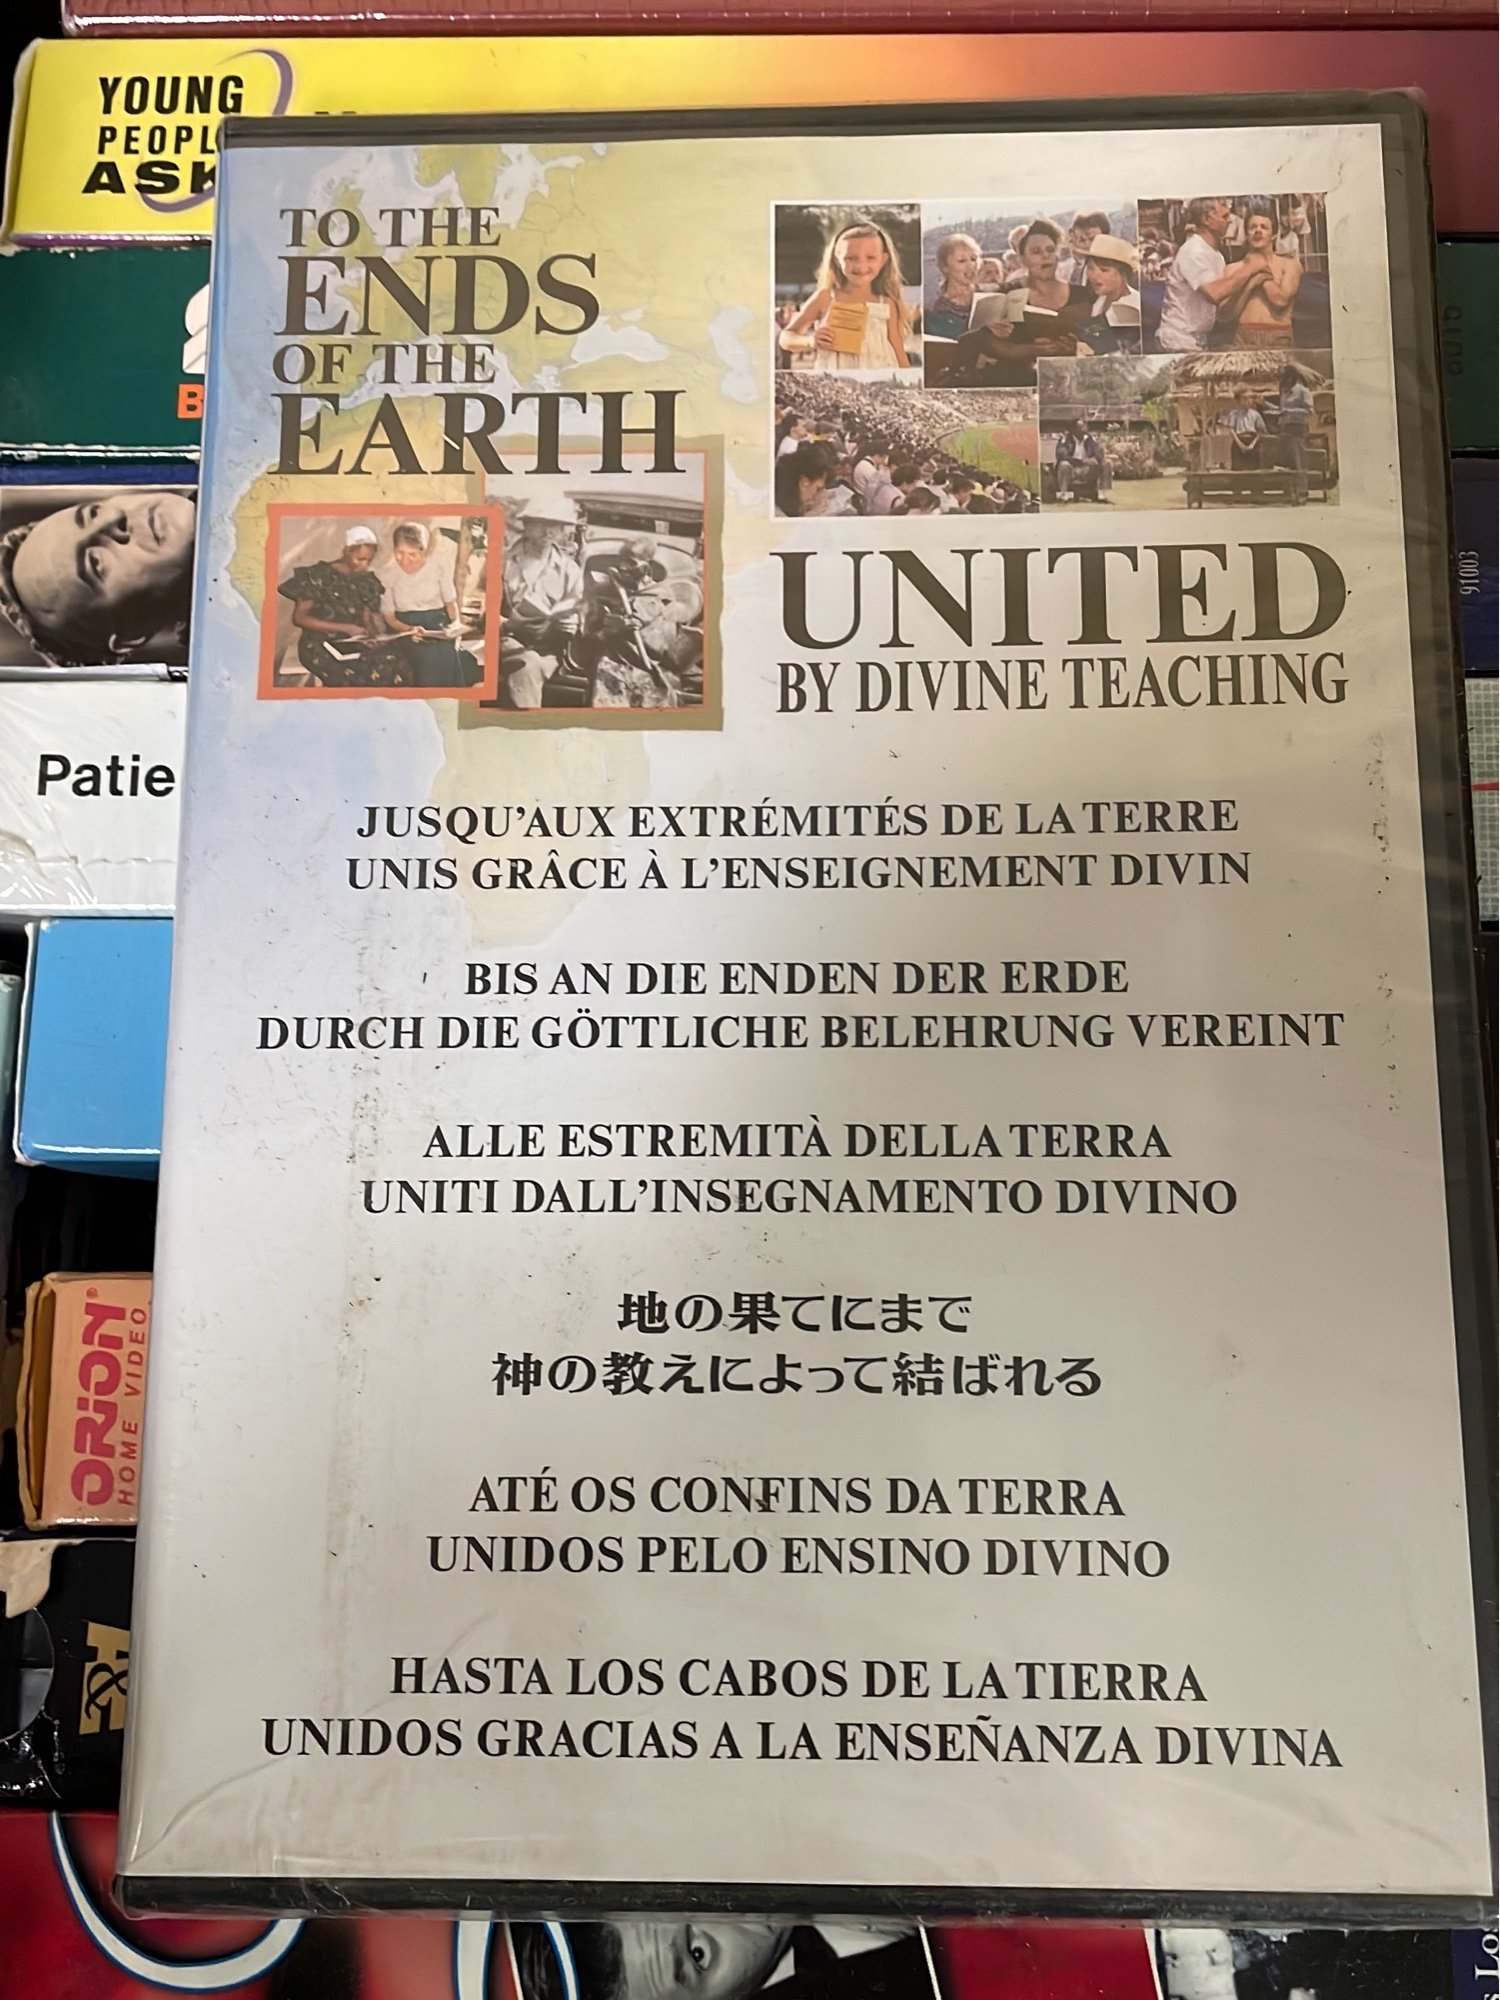 YOUNG
PEOPL
ASK
TO THE
ENDS
OF THE
EARTH
UNITED
BY DIVINE TEACHING
91003
Patie
JUSQU'AUX EXTRÉMITÉS DE LA TERRE
UNIS GRÂCE À L'ENSEIGNEMENT DIVIN
BIS AN DIE ENDEN DER ERDE
DURCH DIE GÖTTLICHE BELEHRUNG VEREINT
ALLE ESTREMITÀ DELLA TERRA
UNITI DALL'INSEGNAMENTO DIVINO
地の果てにまで
神の教えによって結ばれる
ORION®
HOME VIDEO
ATÉ OS CONFINS DA TERRA
UNIDOS PELO ENSINO DIVINO
A&
HASTA LOS CABOS DE LA TIERRA
UNIDOS GRACIAS A LA ENSEÑANZA DIVINA